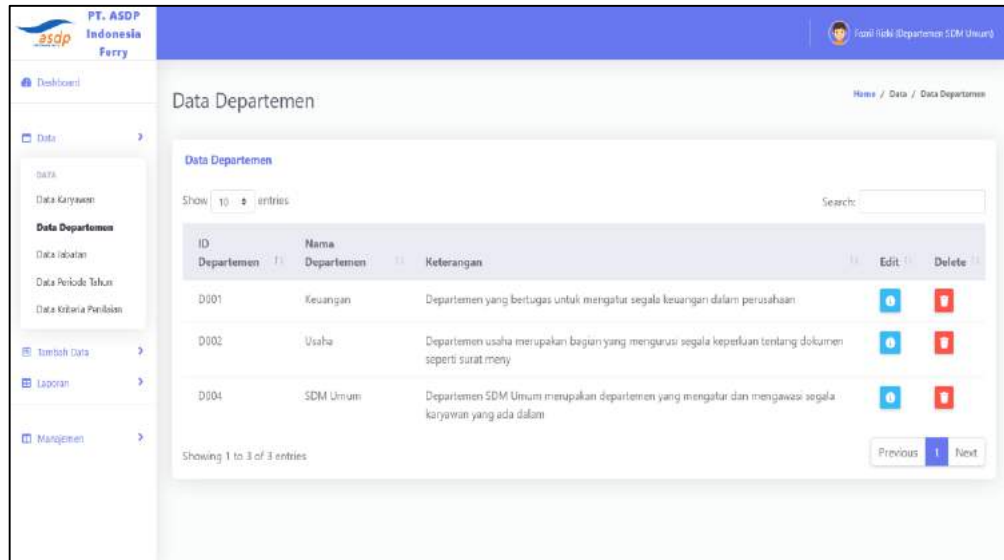 PT. ASDP
Indonesia
Ferry
asdp
Fozil Rizki (Departemen SDM Umum)
Dashboard
Data Departemen
Home / Data / Data Departemen
Data
DATA
Data Karyawan
Data Departemen
Data Jabatan
Data Periode Tahun
Data Kriteria Penilaian
Tambah Data
Laporan
Manajemen
Data Departemen
Show 10 entries
Search:
ID Departemen
Nama Departemen
Keterangan
Edit
Delete
D001 Keuangan Departemen yang bertugas untuk mengatur segala keuangan dalam perusahaan
D002 Usaha Departemen usaha merupakan bagian yang mengurusi segala keperluan tentang dokumen
seperti surat meny
D004 SDM Umum Departemen SDM Umum merupakan departemen yang mengatur dan mengawasi segala
karyawan yang ada dalam
Showing 1 to 3 of 3 entries
Previous 1 Next